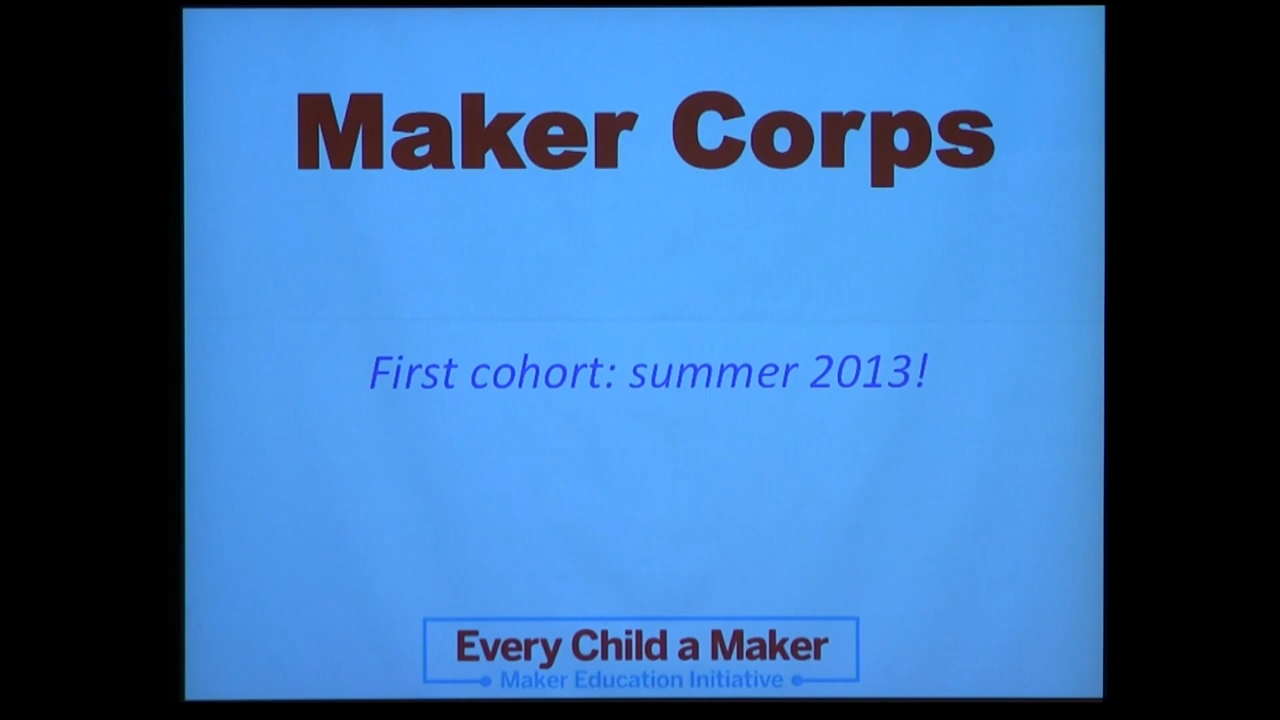 Maker Corps
First cohort: summer 2013!
Every Child a Maker
Maker Education Initiative